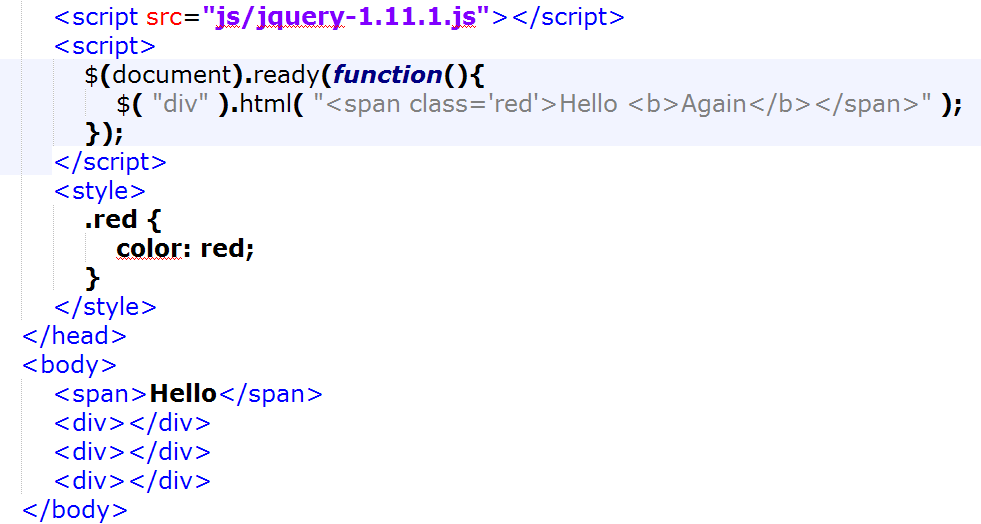 <script src="js/jquery-1.11.1.js"></script>
<script>
$(document).ready(function(){
$( "div" ).html( "<span class='red'>Hello <b>Again</b></span>" );
});
</script>
<style>
.red {
color: red;
}
</style>
</head>
<body>
<span>Hello</span>
<div></div>
<div></div>
<div></div>
</body>